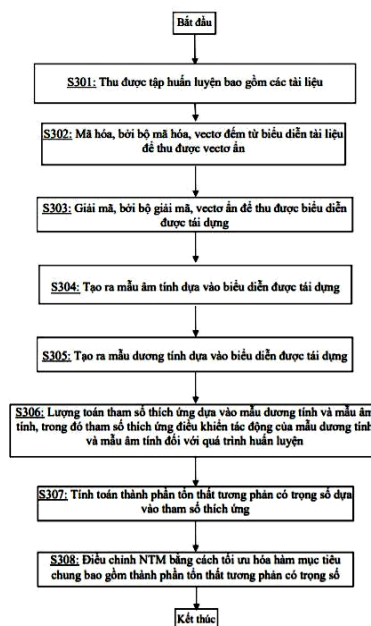 Bắt đầu
S301: Thu được tập huấn luyện bao gồm các tài liệu
S302: Mã hóa, bởi bộ mã hóa, vectơ đếm từ biểu diễn tài liệu
để thu được vectơ ẩn
S303: Giải mã, bởi bộ giải mã, vectơ ẩn để thu được biểu diễn
được tái dựng
S304: Tạo ra mẫu âm tính dựa vào biểu diễn được tái dựng
S305: Tạo ra mẫu dương tính dựa vào biểu diễn được tái dựng
S306: Lượng toán tham số thích ứng dựa vào mẫu dương tính và mẫu âm
tính, trong đó tham số thích ứng điều khiển tác động của mẫu dương tính
và mẫu âm tính đối với quá trình huấn luyện
S307: Tính toán thành phần tổn thất tương phản có trọng số dựa
vào tham số thích ứng
S308: Điều chỉnh NTM bằng cách tối ưu hóa hàm mục tiêu
chung bao gồm thành phần tổn thất tương phản có trọng số
Kết thúc